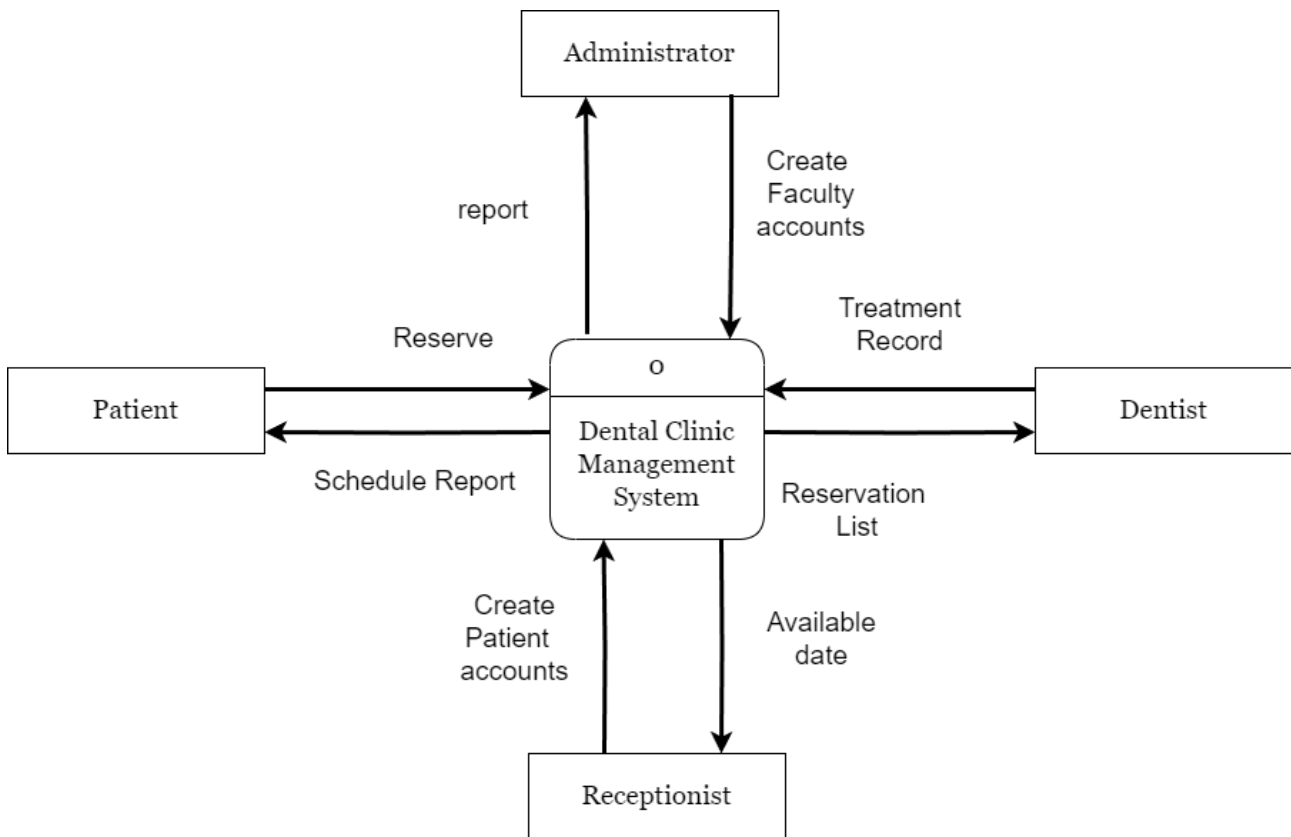 Administrator
report
Create
Faculty
accounts
Reserve
Treatment
Record
Patient
0
Dental Clinic
Management
System
Dentist
Schedule Report
Reservation
List
Create
Patient
accounts
Available
date
Receptionist